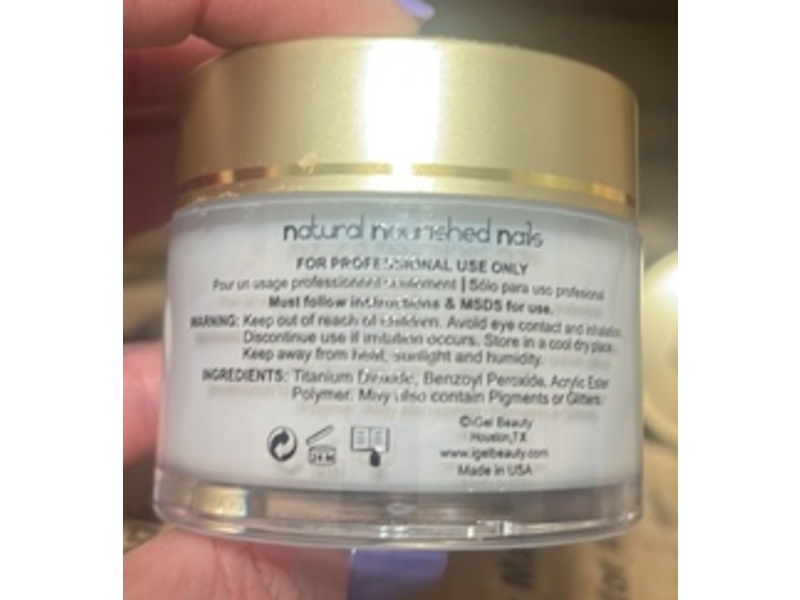 natural nourished nails
FOR PROFESSIONAL USE ONLY
Pour un usage professionnel seulement | Sólo para uso profesional
Must follow instructions & MSDS for use.
WARNING: Keep out of reach of children. Avoid eye contact and inhalation.
Discontinue use if irritation occurs. Store in a cool dry place.
Keep away from heat, sunlight and humidity.
INGREDIENTS: Titanium Dioxide, Benzoyl Peroxide, Acrylic Ester
Polymer. May also contain Pigments or Glitters.
©iGel Beauty
Houston,TX
www.igelbeauty.com
24 M
Made in USA